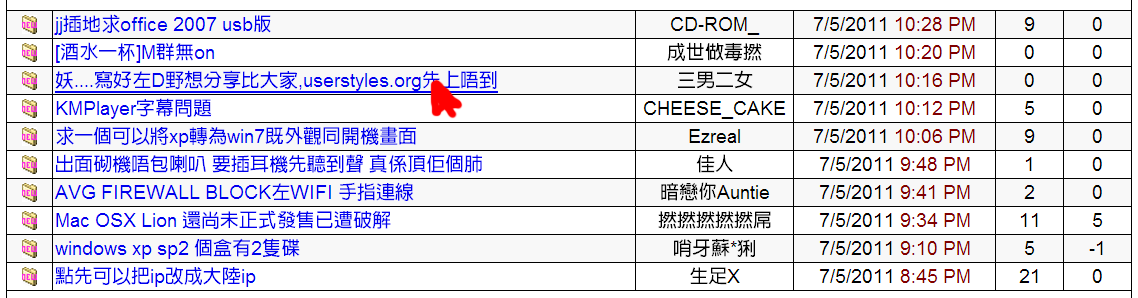 jj插地求office 2007 usb版 CD-ROM_ 7/5/2011 10:28 PM 9 0
[酒水一杯]M群無on 成世做毒撚 7/5/2011 10:20 PM 0 0
妖....寫好左D野想分享比大家,userstyles.org先上唔到 三男二女 7/5/2011 10:16 PM 0 0
KMPlayer字幕問題 CHEESE_CAKE 7/5/2011 10:12 PM 5 0
求一個可以將xp轉為win7既外觀同開機畫面 Ezreal 7/5/2011 10:06 PM 9 0
出面砌機唔包喇叭 要插耳機先聽到聲 真係頂佢個肺 佳人 7/5/2011 9:48 PM 1 0
AVG FIREWALL BLOCK左WIFI 手指連線 暗戀你Auntie 7/5/2011 9:41 PM 2 0
Mac OSX Lion 還尚未正式發售已遭破解 撚撚撚撚撚屌 7/5/2011 9:34 PM 11 5
windows xp sp2 個盒有2隻碟 哨牙蘇*猁 7/5/2011 9:10 PM 5 -1
點先可以把ip改成大陸ip 生足X 7/5/2011 8:45 PM 21 0